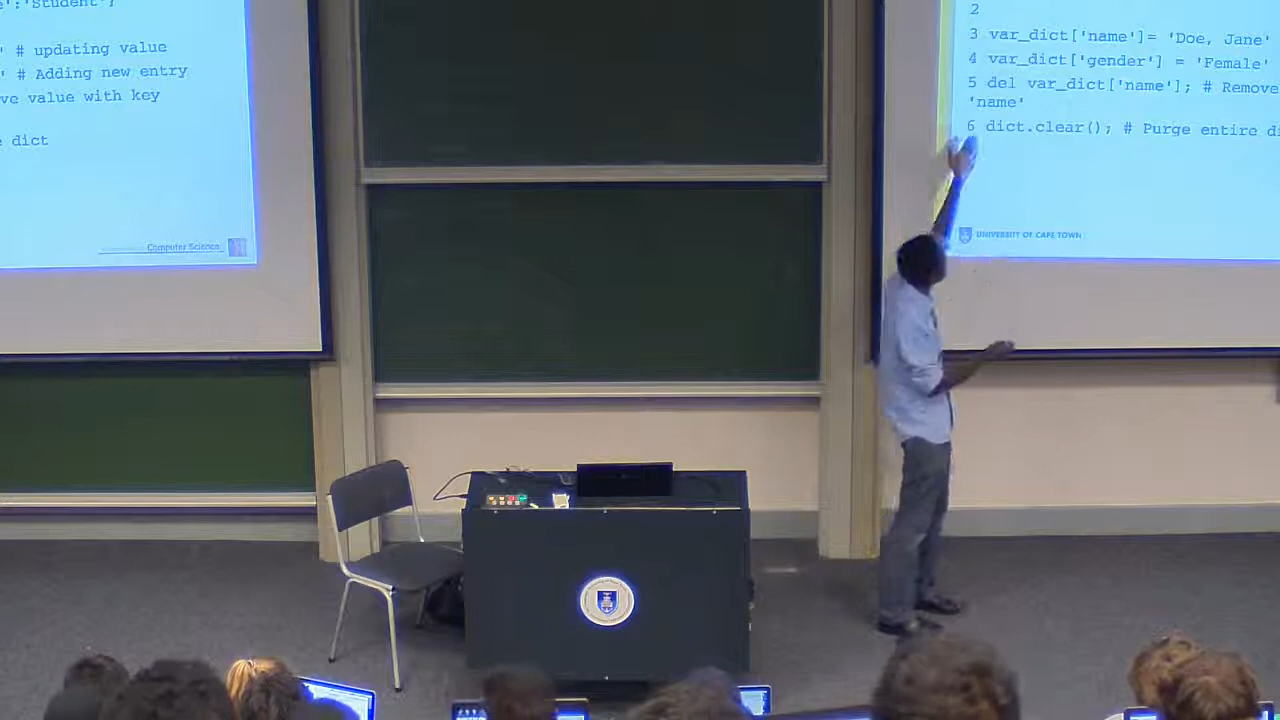 e':'Student'}
' # updating value
' # Adding new entry
ve value with key
e dict
Computer Science
2
3 var_dict['name']= 'Doe, Jane'
4 var_dict['gender'] = 'Female'
5 del var_dict['name']; # Remove
'name'
6 dict.clear(); # Purge entire di
UNIVERSITY OF CAPE TOWN